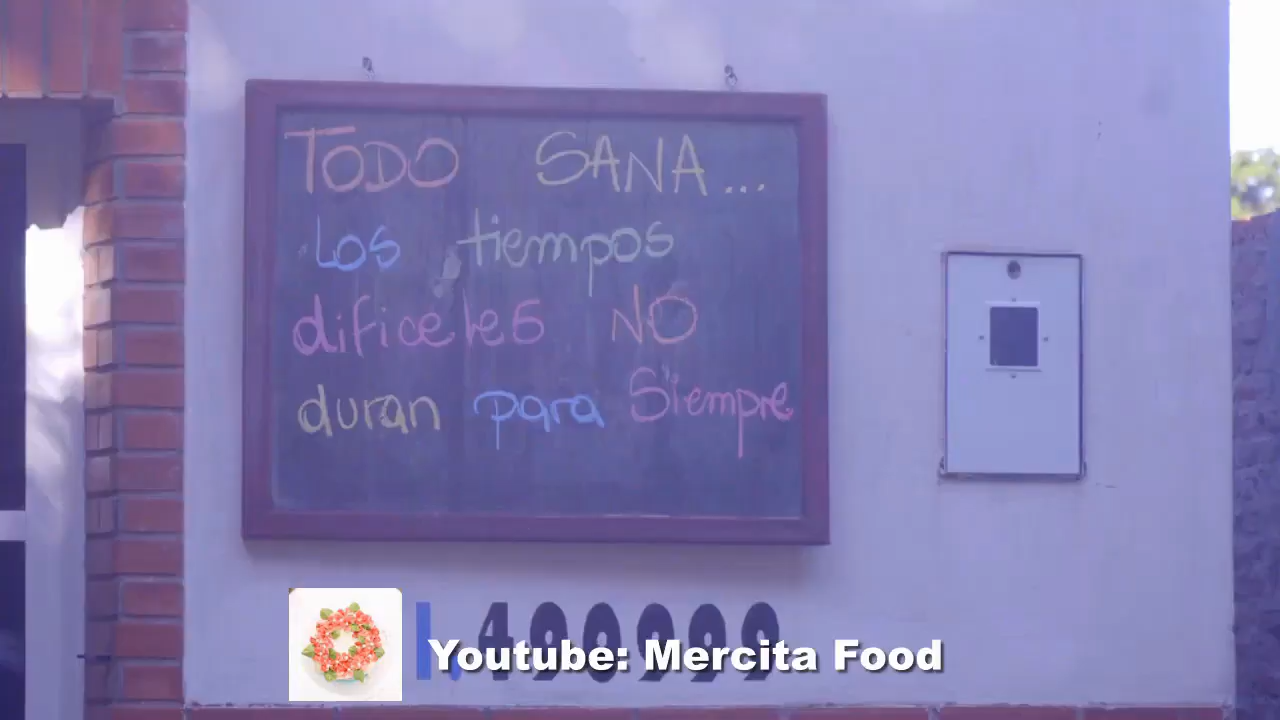 TODO SANA...
Los tiempos
dificeles NO
duran para Siempre
Youtube: Mercita Food